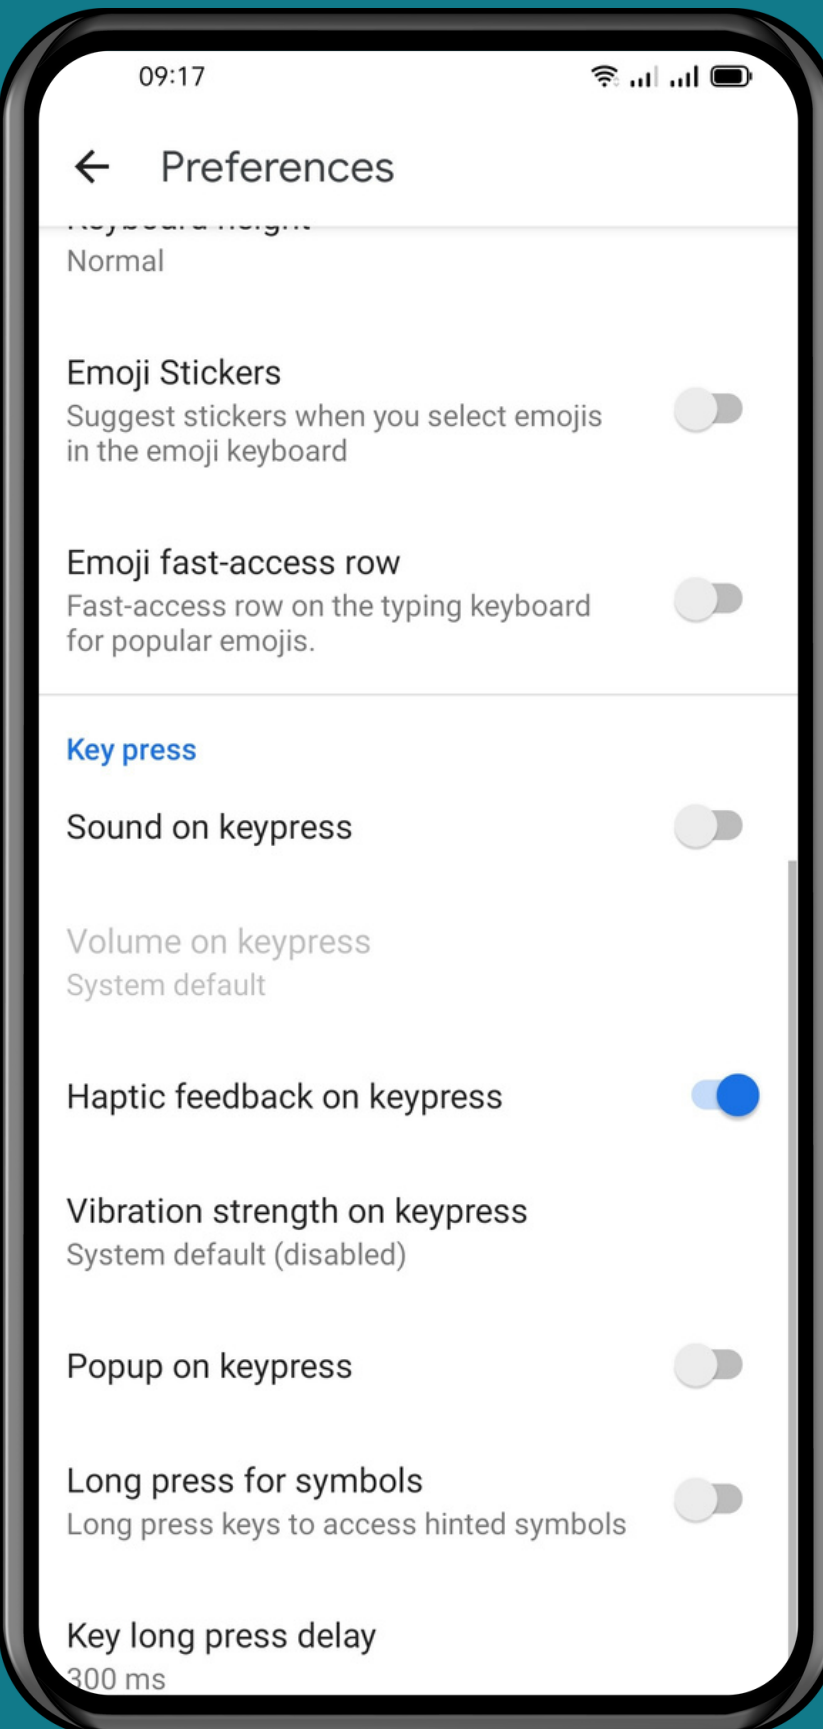 09:17
Preferences
Keyboard height
Normal
Emoji Stickers
Suggest stickers when you select emojis
in the emoji keyboard
Emoji fast-access row
Fast-access row on the typing keyboard
for popular emojis.
Key press
Sound on keypress
Volume on keypress
System default
Haptic feedback on keypress
Vibration strength on keypress
System default (disabled)
Popup on keypress
Long press for symbols
Long press keys to access hinted symbols
Key long press delay
300 ms